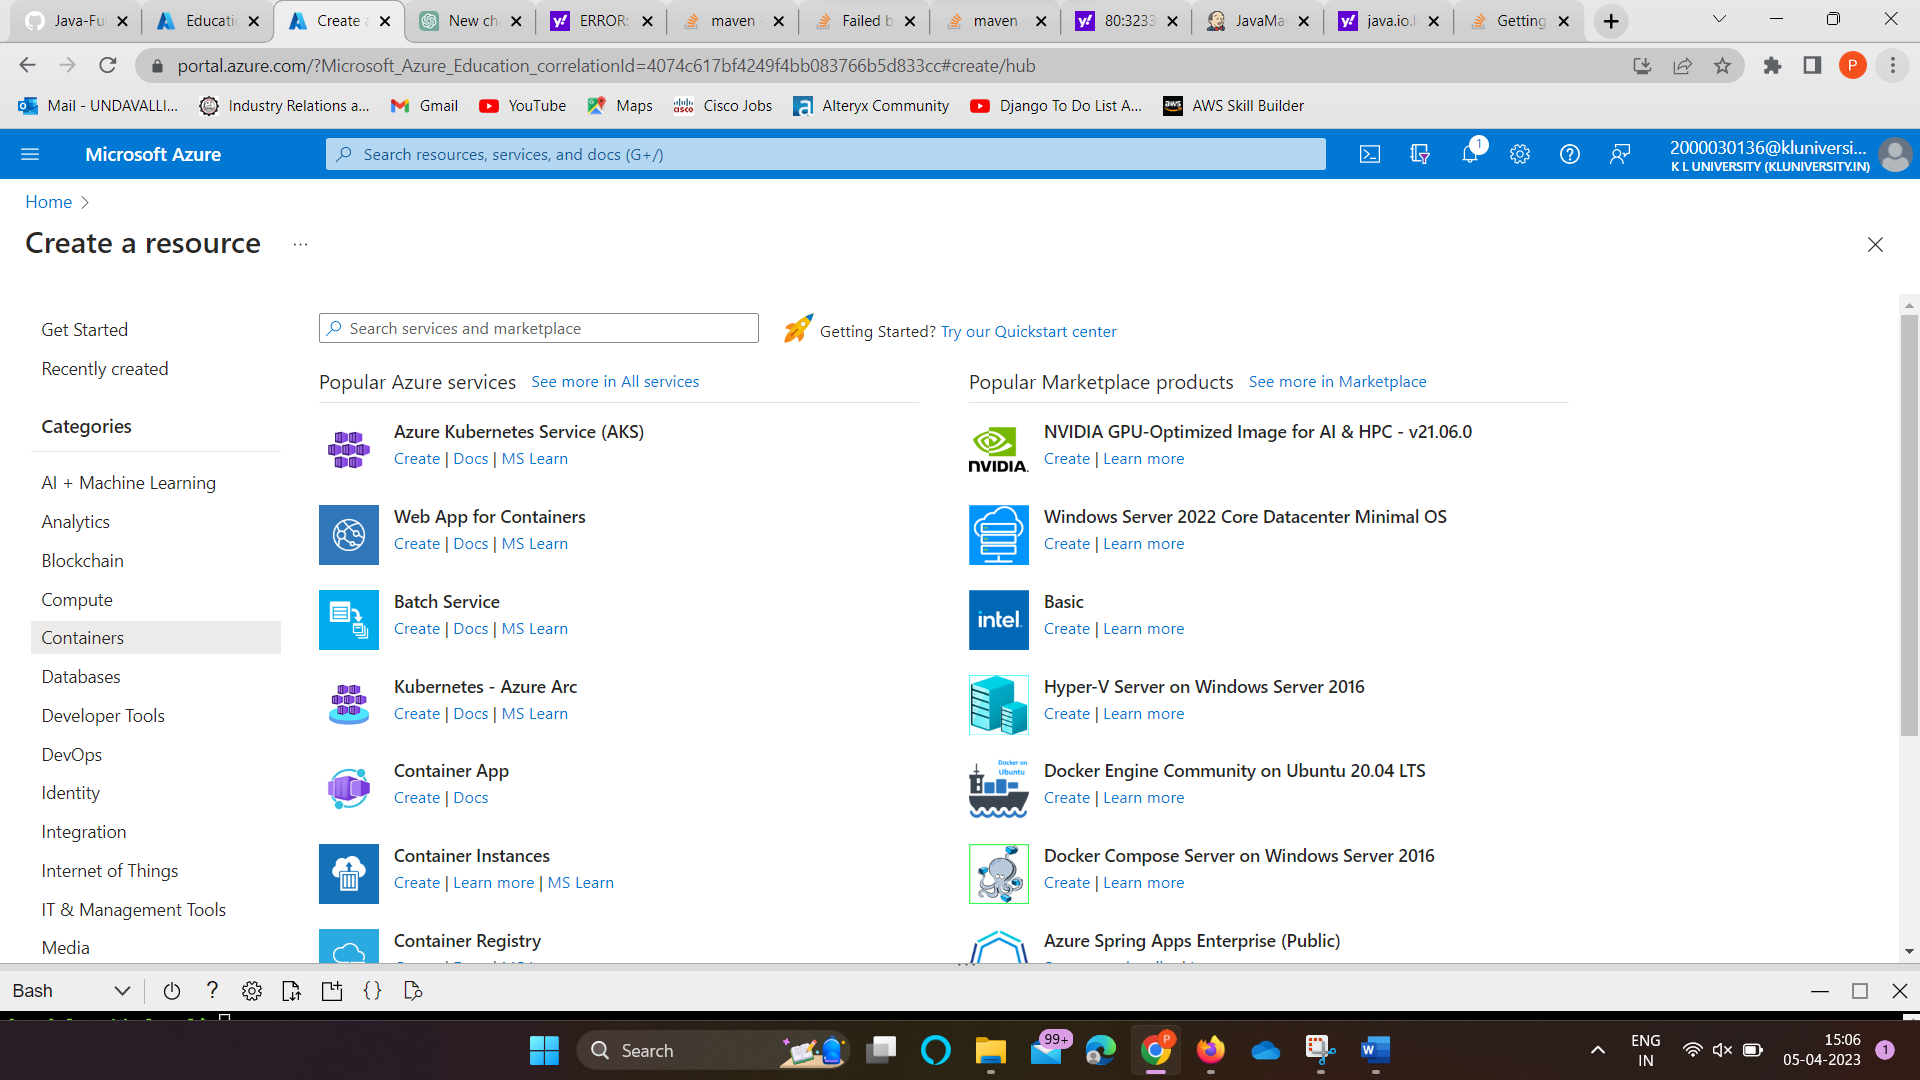 Java-Fu
Educati
Create a
New ch
ERROR:
maven
Failed b
maven
80:3233
JavaMa
java.io.
Getting
portal.azure.com/?Microsoft_Azure_Education_correlationId=4074c617bf4249f4bb083766b5d833cc#create/hub
P
Mail - UNDAVALLI...
Industry Relations a...
Gmail
YouTube
Maps
Cisco Jobs
Alteryx Community
Django To Do List A...
AWS Skill Builder
Microsoft Azure
Search resources, services, and docs (G+/)
1
2000030136@kluniversi...
K L UNIVERSITY (KLUNIVERSITY.IN)
Home
Create a resource
...
Get Started
Recently created
Categories
AI + Machine Learning
Analytics
Blockchain
Compute
Containers
Databases
Developer Tools
DevOps
Identity
Integration
Internet of Things
IT & Management Tools
Media
Search services and marketplace
Getting Started? Try our Quickstart center
Popular Azure services See more in All services
Azure Kubernetes Service (AKS)
Create | Docs | MS Learn
Web App for Containers
Create | Docs | MS Learn
Batch Service
Create | Docs | MS Learn
Kubernetes - Azure Arc
Create | Docs | MS Learn
Container App
Create | Docs
Container Instances
Create | Learn more | MS Learn
Container Registry
Popular Marketplace products See more in Marketplace
NVIDIA
NVIDIA GPU-Optimized Image for AI & HPC - v21.06.0
Create | Learn more
Windows Server 2022 Core Datacenter Minimal OS
Create | Learn more
intel.
Basic
Create | Learn more
Hyper-V Server on Windows Server 2016
Create | Learn more
Docker on
Ubuntu
Docker Engine Community on Ubuntu 20.04 LTS
Create | Learn more
Docker Compose Server on Windows Server 2016
Create | Learn more
Azure Spring Apps Enterprise (Public)
Bash
Search
99+
P
ENG
IN
15:06
05-04-2023
1